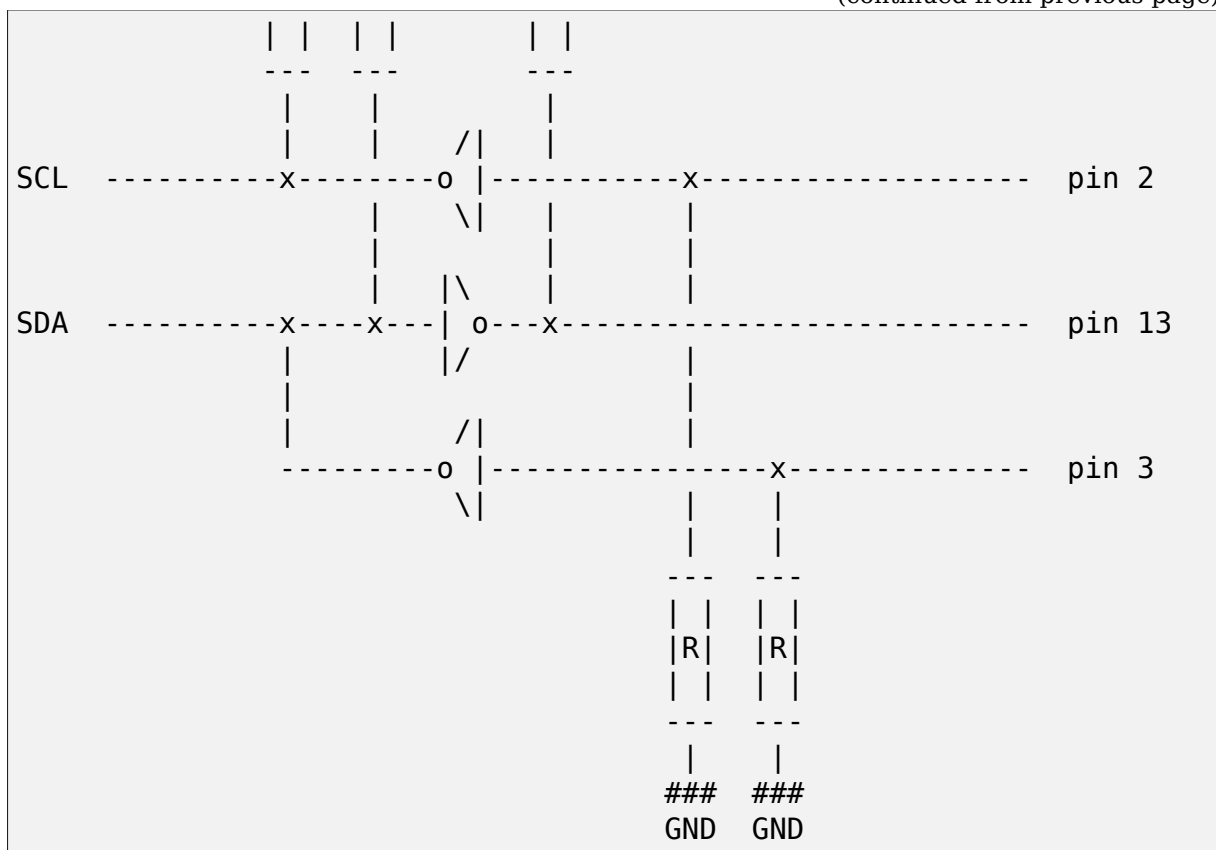 (continued from previous page)
          | |  | |        | |
          ---  ---        ---
           |    |          |
           |    |    /|    |
SCL  ----------x--------o |-----------x-------------------  pin 2
                |    \|    |       |
                |          |       |
                |   |\     |       |
SDA  ----------x----x---| o---x---------------------------  pin 13
           |        |/             |
           |                       |
           |         /|            |
           ---------o |----------------x--------------  pin 3
                     \|            |    |
                                   |    |
                                  ---  ---
                                  | |  | |
                                  |R|  |R|
                                  | |  | |
                                  ---  ---
                                   |    |
                                  ###  ###
                                  GND  GND